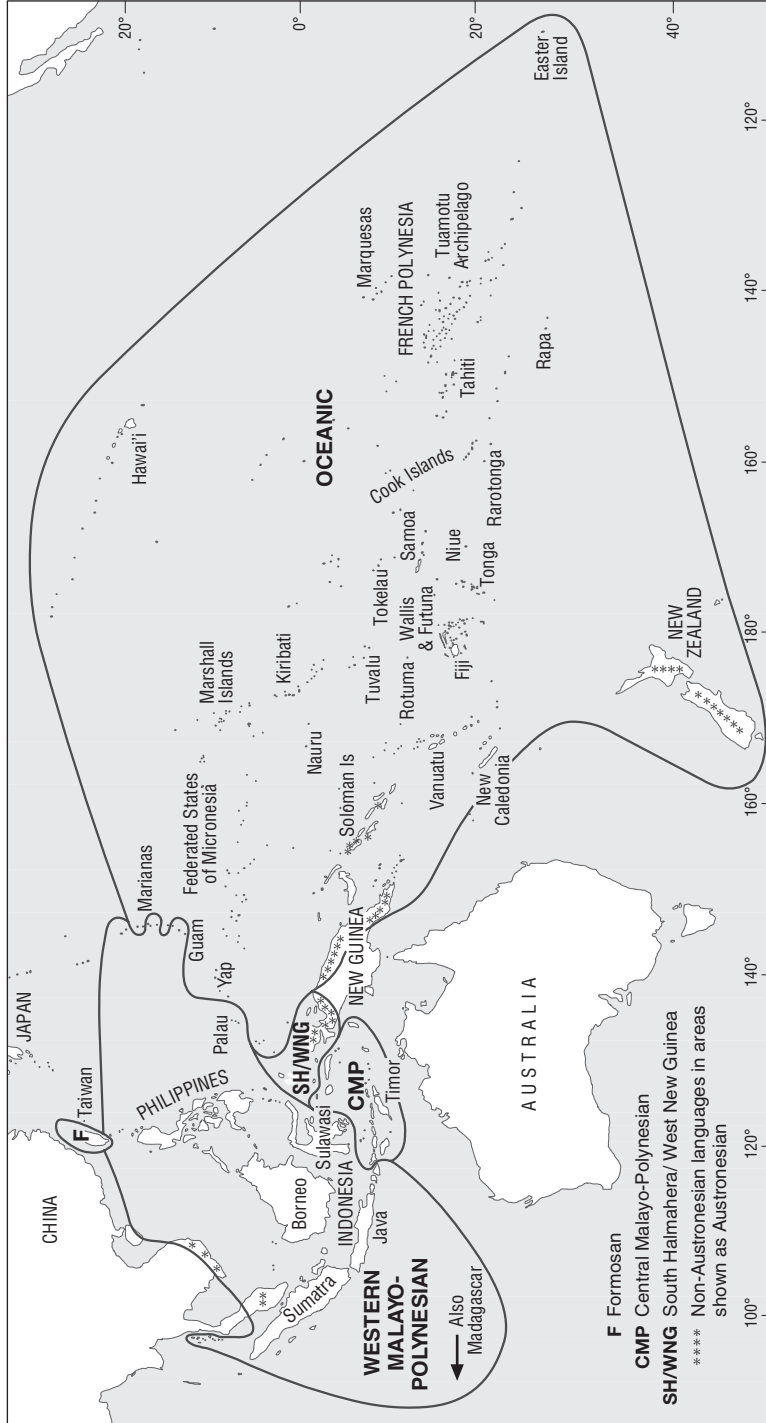 20°
0°
20°
40°
100°
120°
140°
160°
180°
160°
140°
120°
CHINA
JAPAN
F
Taiwan
PHILIPPINES
Marianas
Guam
Yap
Palau
Federated States
of Micronesia
Marshall
Islands
Kiribati
Nauru
Hawai'i
OCEANIC
Marquesas
FRENCH POLYNESIA
Tuamotu
Archipelago
Tahiti
Rapa
Easter
Island
Cook Islands
Rarotonga
Samoa
Niue
Tonga
Tokelau
Wallis
& Futuna
Tuvalu
Rotuma
Fiji
Soloman Is
Vanuatu
New
Caledonia
NEW
ZEALAND
NEW GUINEA
SH/WNG
CMP
Timor
Sulawasi
Borneo
INDONESIA
Java
Sumatra
WESTERN
MALAYO-
POLYNESIAN
Also
Madagascar
AUSTRALIA
F Formosan
CMP Central Malayo-Polynesian
SH/WNG South Halmahera/ West New Guinea
**** Non-Austronesian languages in areas
shown as Austronesian